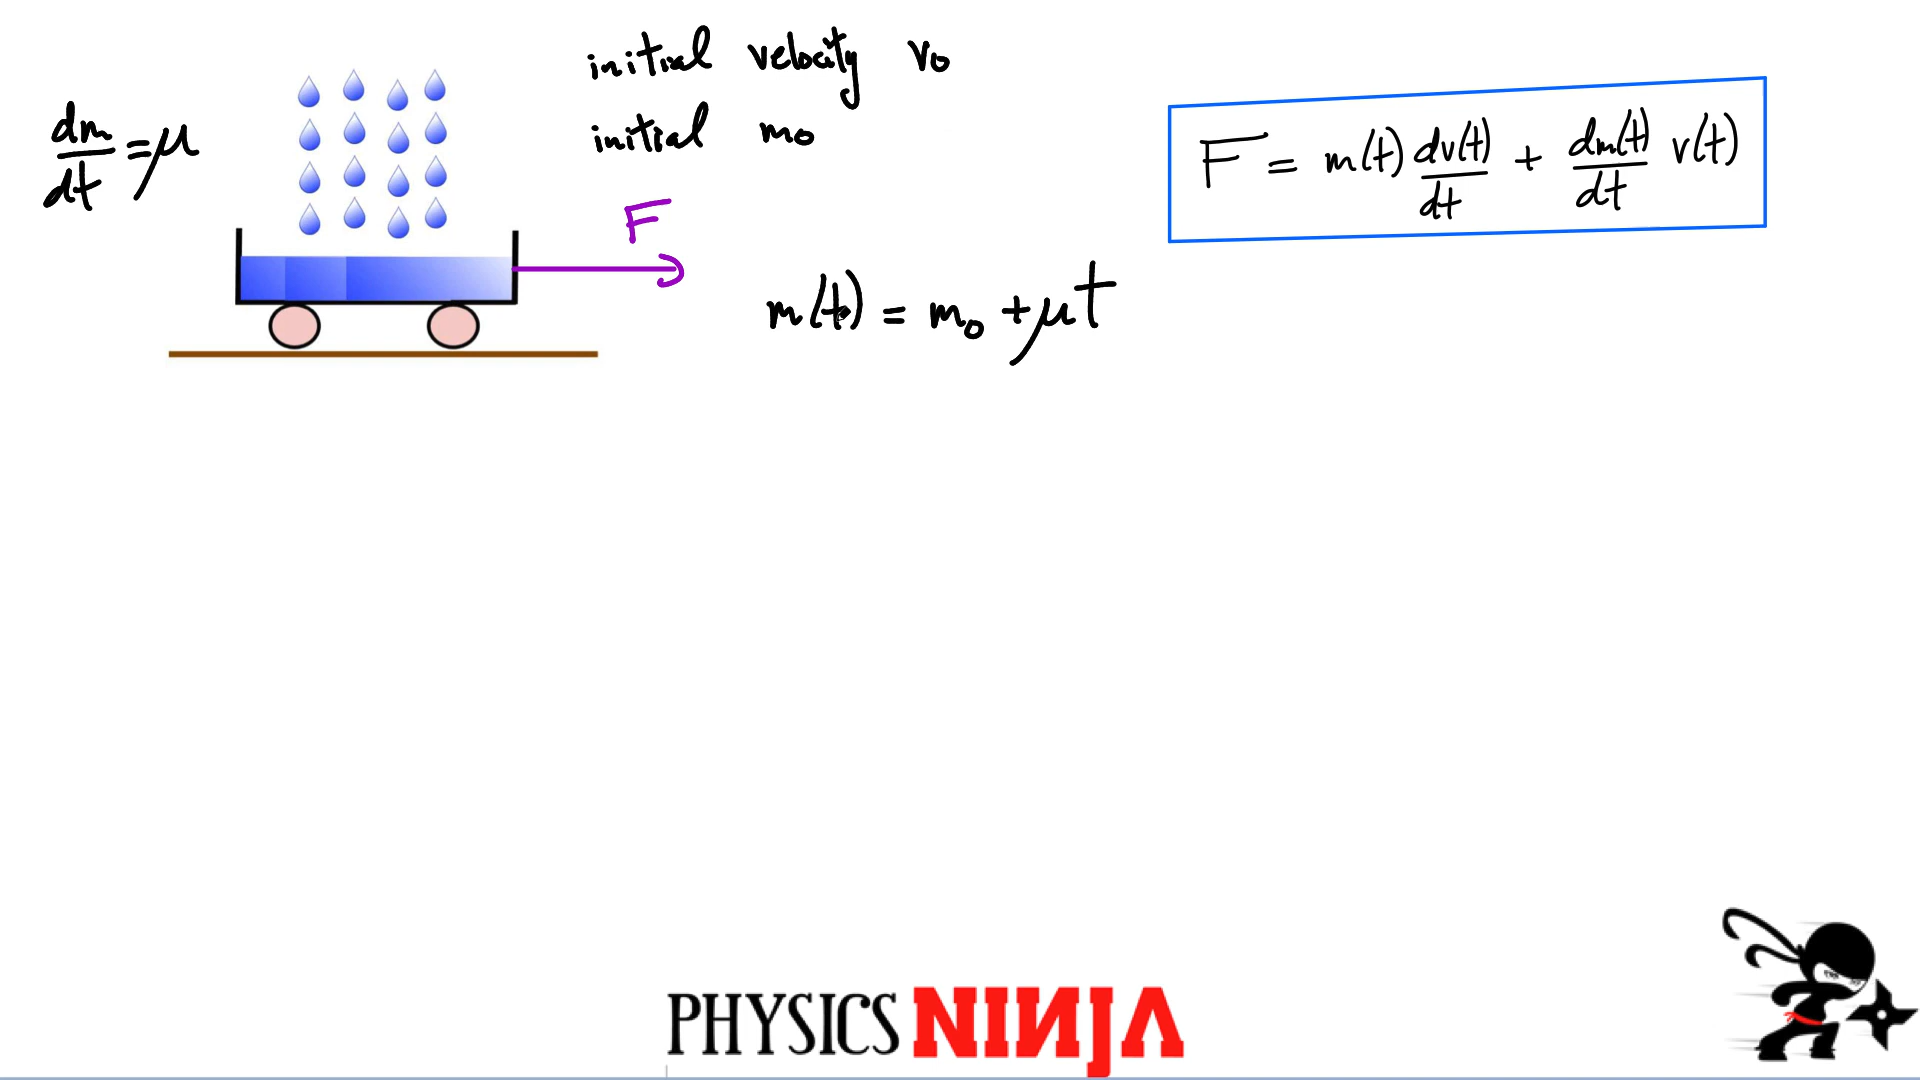 initial velocity v0
initial m0
dm/dt = μ
F = m(t) dv(t)/dt + dm(t)/dt v(t)
F
m(t) = m₀ + μt
PHYSICS NINJA